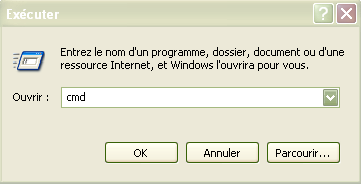 Exécuter
Entrez le nom d'un programme, dossier, document ou d'une
ressource Internet, et Windows l'ouvrira pour vous.
Ouvrir : cmd
OK Annuler Parcourir...